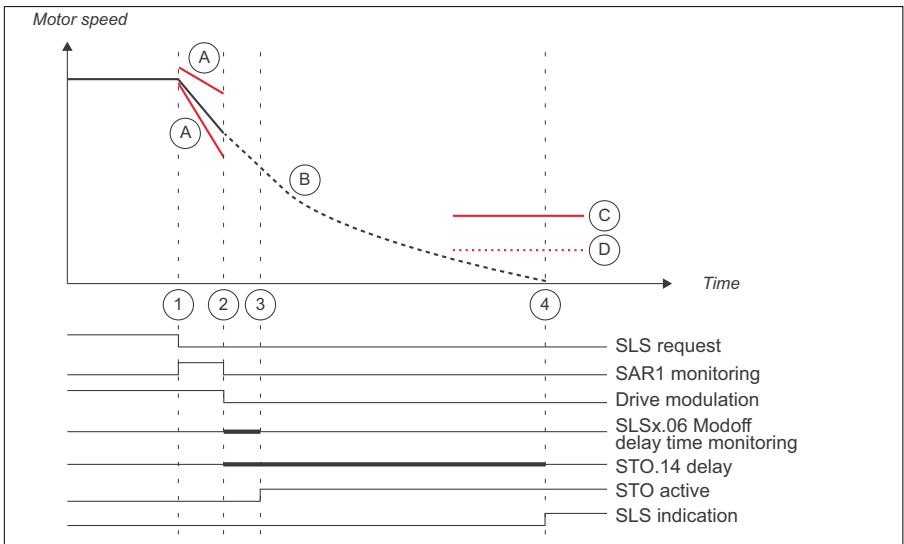 Motor speed
A
A
B
C
D
Time
1
2
3
4
SLS request
SAR1 monitoring
Drive modulation
SLSx.06 Modoff
delay time monitoring
STO.14 delay
STO active
SLS indication